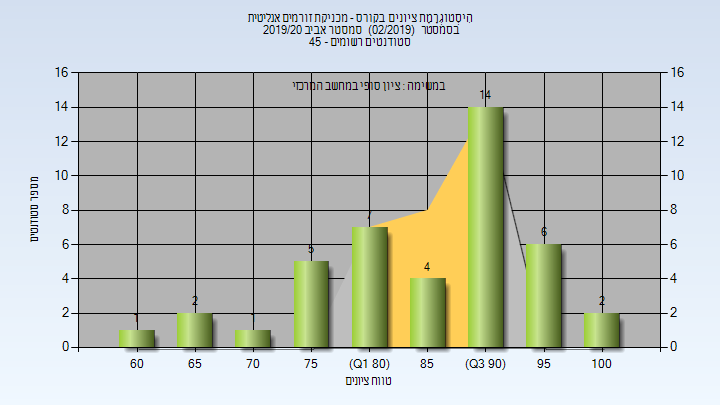 הִיסְטוֹגְרָמַת ציונים בקורס - מכניקת זורמים אנליטית
בסמסטר (02/2019) סמסטר אביב 2019/20
סטודנטים רשומים - 45
במשימה : ציון סופי במחשב המרכזי
16 16
14 14 14
12 12
10 10
מספר סטודנטים
8 8
7
6 6 6
5
4 4 4
2 2 2 2
1 1
0 0
60 65 70 75 (Q1 80) 85 (Q3 90) 95 100
טווח ציונים